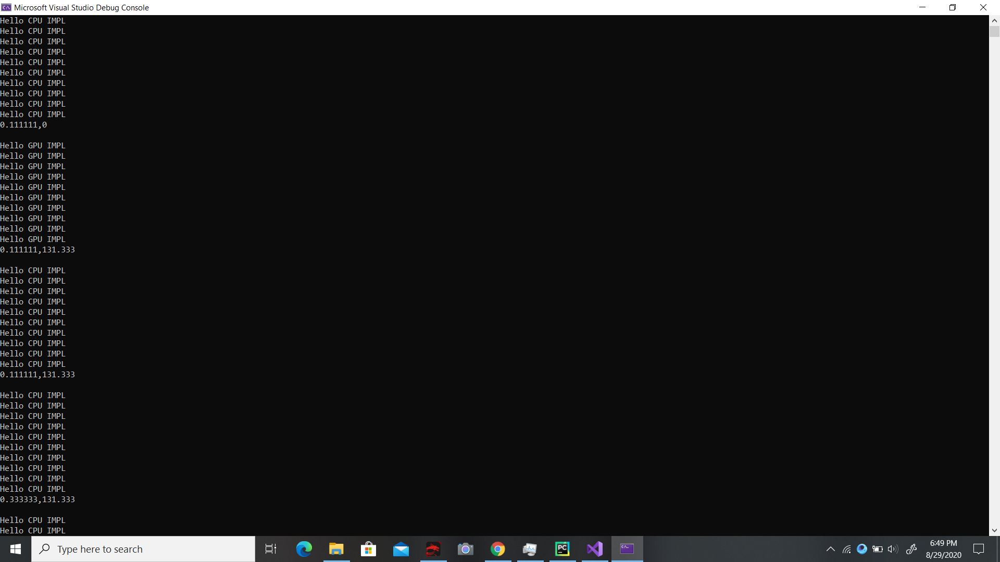 Microsoft Visual Studio Debug Console
Hello CPU IMPL
Hello CPU IMPL
Hello CPU IMPL
Hello CPU IMPL
Hello CPU IMPL
Hello CPU IMPL
Hello CPU IMPL
Hello CPU IMPL
Hello CPU IMPL
Hello CPU IMPL
0.111111,0
Hello GPU IMPL
Hello GPU IMPL
Hello GPU IMPL
Hello GPU IMPL
Hello GPU IMPL
Hello GPU IMPL
Hello GPU IMPL
Hello GPU IMPL
Hello GPU IMPL
Hello GPU IMPL
0.111111,131.333
Hello CPU IMPL
Hello CPU IMPL
Hello CPU IMPL
Hello CPU IMPL
Hello CPU IMPL
Hello CPU IMPL
Hello CPU IMPL
Hello CPU IMPL
Hello CPU IMPL
Hello CPU IMPL
0.111111,131.333
Hello CPU IMPL
Hello CPU IMPL
Hello CPU IMPL
Hello CPU IMPL
Hello CPU IMPL
Hello CPU IMPL
Hello CPU IMPL
Hello CPU IMPL
Hello CPU IMPL
Hello CPU IMPL
0.333333,131.333
Hello CPU IMPL
Hello CPU IMPL
Type here to search
PC
6:49 PM
8/29/2020